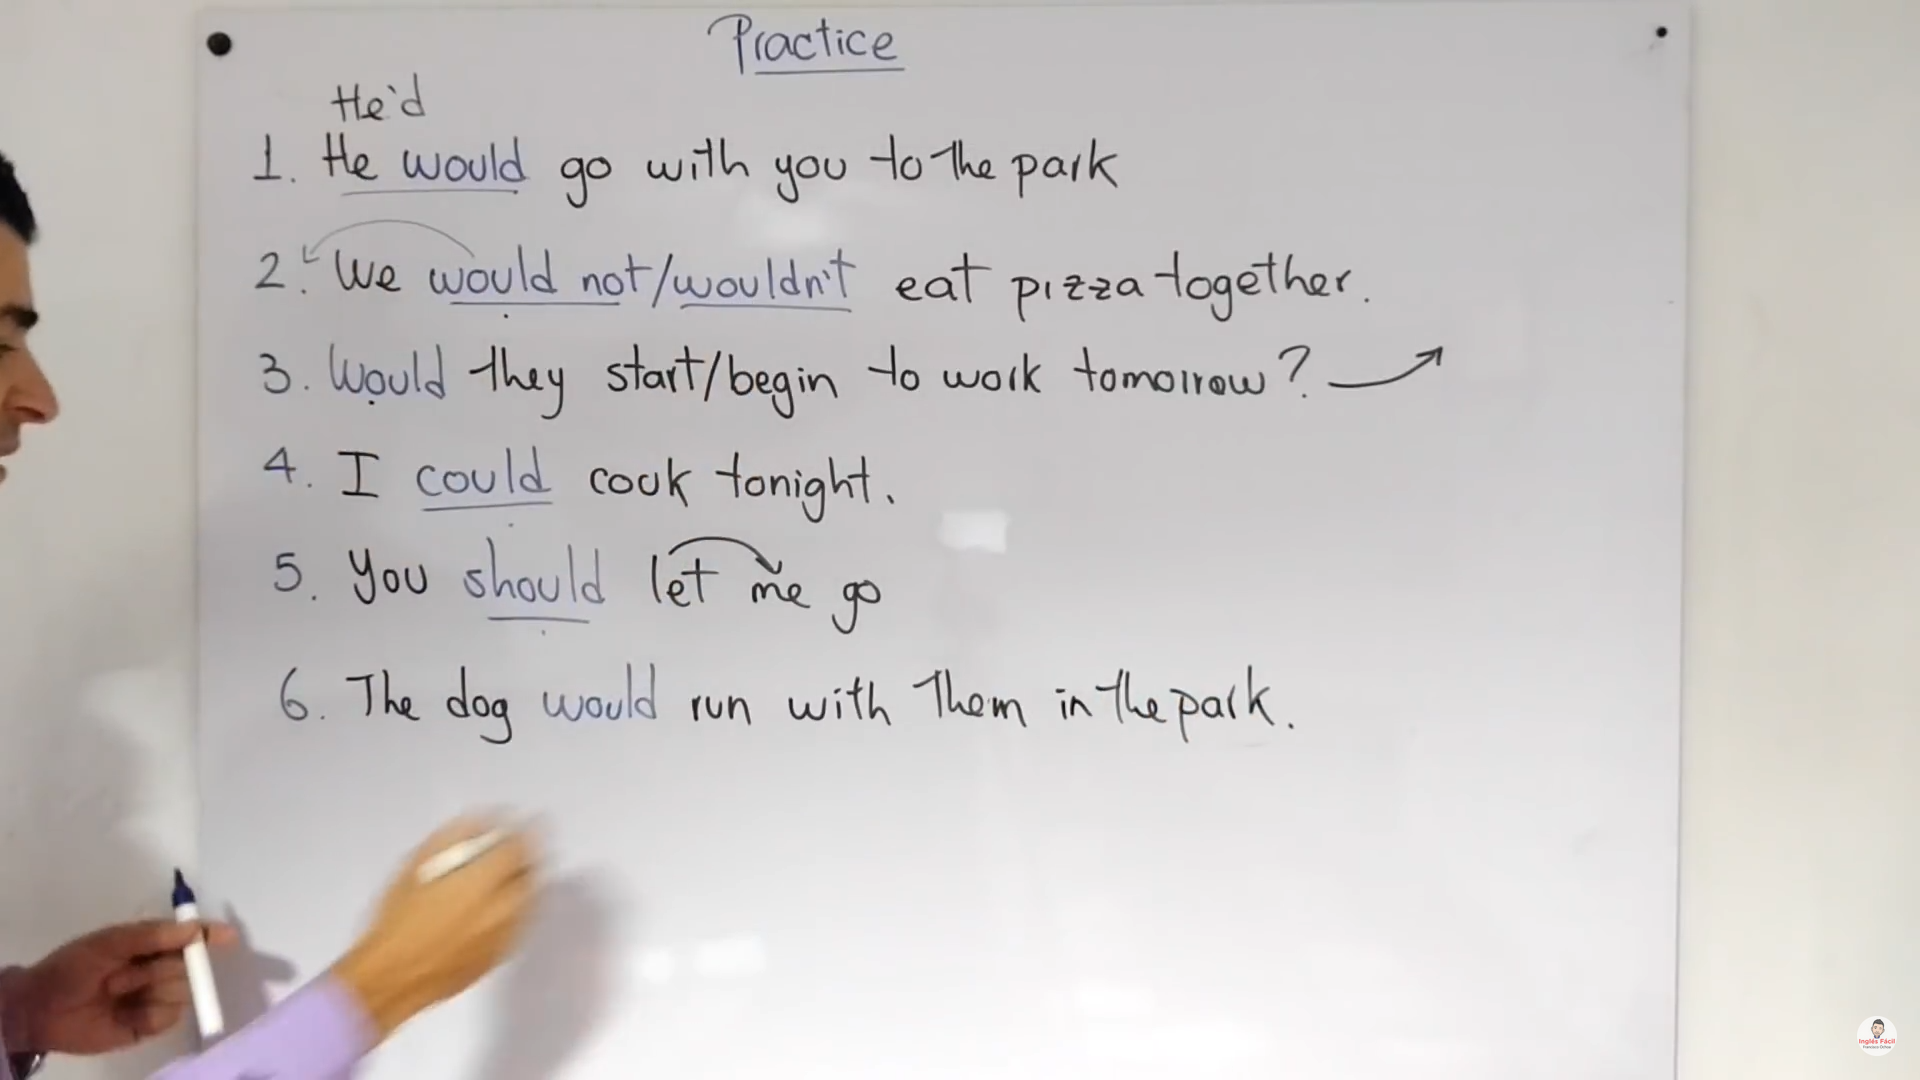 Practice
He'd
1. He would go with you to the park
2. We would not/wouldn't eat pizza together.
3. Would they start/begin to work tomorrow?
4. I could cook tonight.
5. You should let me go
6. The dog would run with them in the park.
Inglés Fácil
Francisco Ochoa